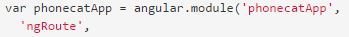 var phonecatApp = angular.module('phonecatApp',
'ngRoute',